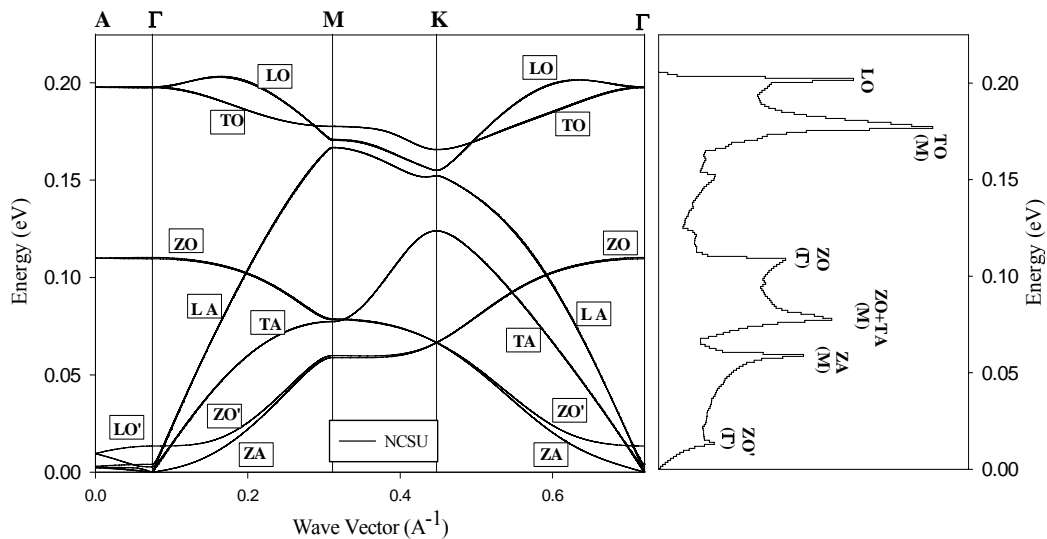 A Γ M K Γ
0.20
0.15
0.10
0.05
0.00
Energy (eV)
LO
TO
ZO
LA
TA
LO'
ZO'
ZA
NCSU
LO
TO
ZO
LA
TA
ZO'
ZA
0.0 0.2 0.4 0.6
Wave Vector (A⁻¹)
LO
TO
(M)
ZO
(Γ)
ZO+TA
(M)
ZA
(M)
ZO'
(Γ)
0.20
0.15
0.10
0.05
0.00
Energy (eV)